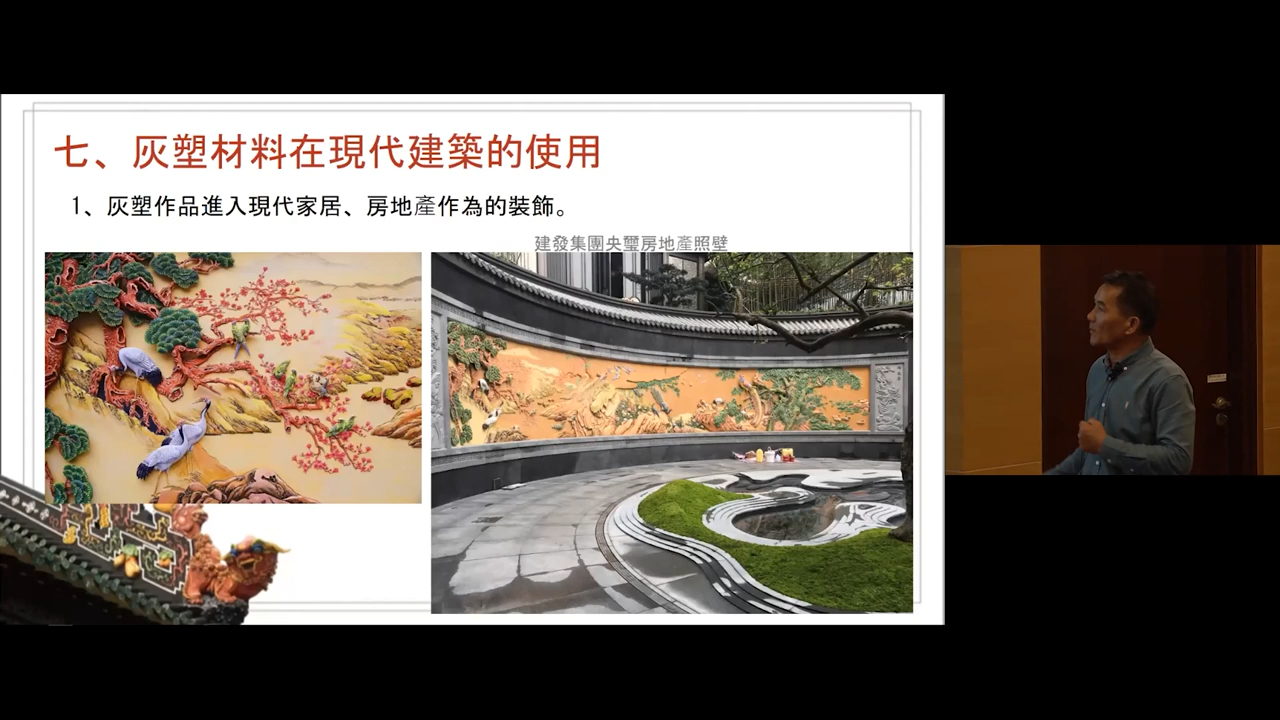 七、灰塑材料在現代建築的使用
1、灰塑作品進入現代家居、房地產作為的裝飾。
建發集團央璽房地產照壁